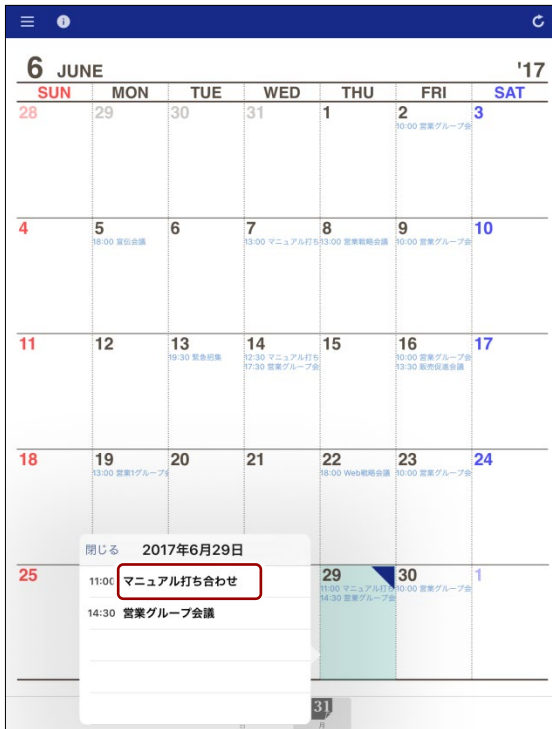 6 JUNE '17
SUN MON TUE WED THU FRI SAT
28 29 30 31 1 2 3
10:00 営業グループ会
4 5 6 7 8 9 10
18:00 宣伝会議 13:00 マニュアル打ち 13:00 営業戦略会議 10:00 営業グループ会
11 12 13 14 15 16 17
19:30 緊急招集 12:30 マニュアル打ち 10:00 営業グループ会
17:30 営業グループ会 13:30 販売促進会議
18 19 20 21 22 23 24
13:00 営業1グループ 18:00 Web戦略会議 10:00 営業グループ会
閉じる 2017年6月29日
25 29 30 1
11:00 マニュアル打ち 10:00 営業グループ会
14:30 営業グループ会
11:00 マニュアル打ち合わせ
14:30 営業グループ会議
31
日 月